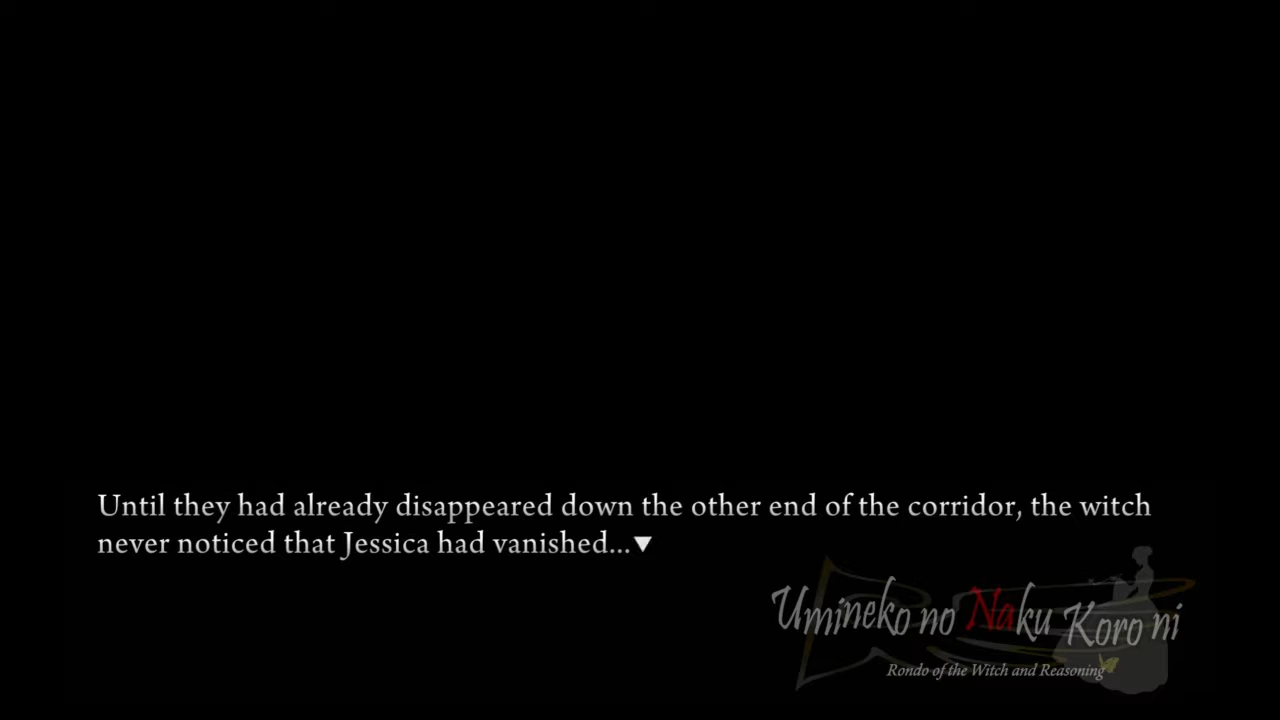 Until they had already disappeared down the other end of the corridor, the witch
never noticed that Jessica had vanished...▼
Umineko no Naku Koro ni
Rondo of the Witch and Reasoning